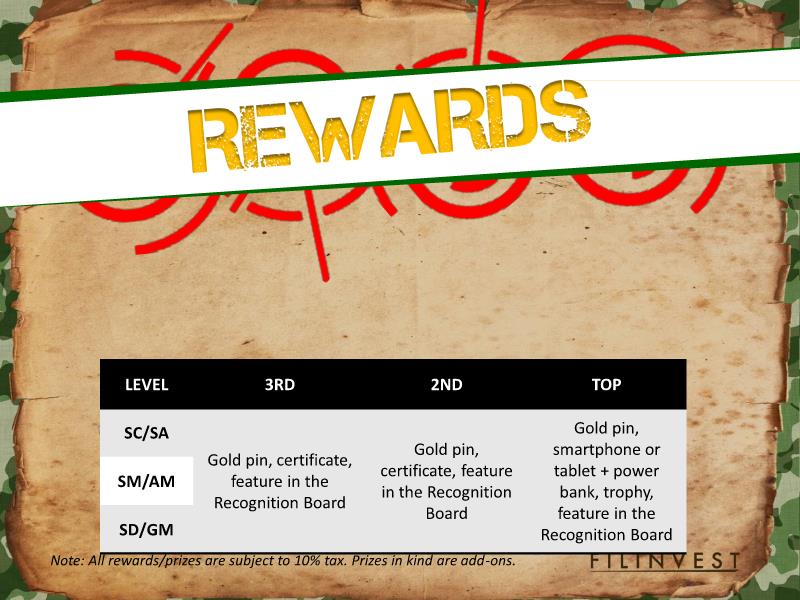 REWARDS
LEVEL 3RD 2ND TOP
SC/SA
SM/AM
SD/GM
Gold pin, certificate,
feature in the
Recognition Board
Gold pin,
certificate, feature
in the Recognition
Board
Gold pin,
smartphone or
tablet + power
bank, trophy,
feature in the
Recognition Board
Note: All rewards/prizes are subject to 10% tax. Prizes in kind are add-ons.
FILINVEST